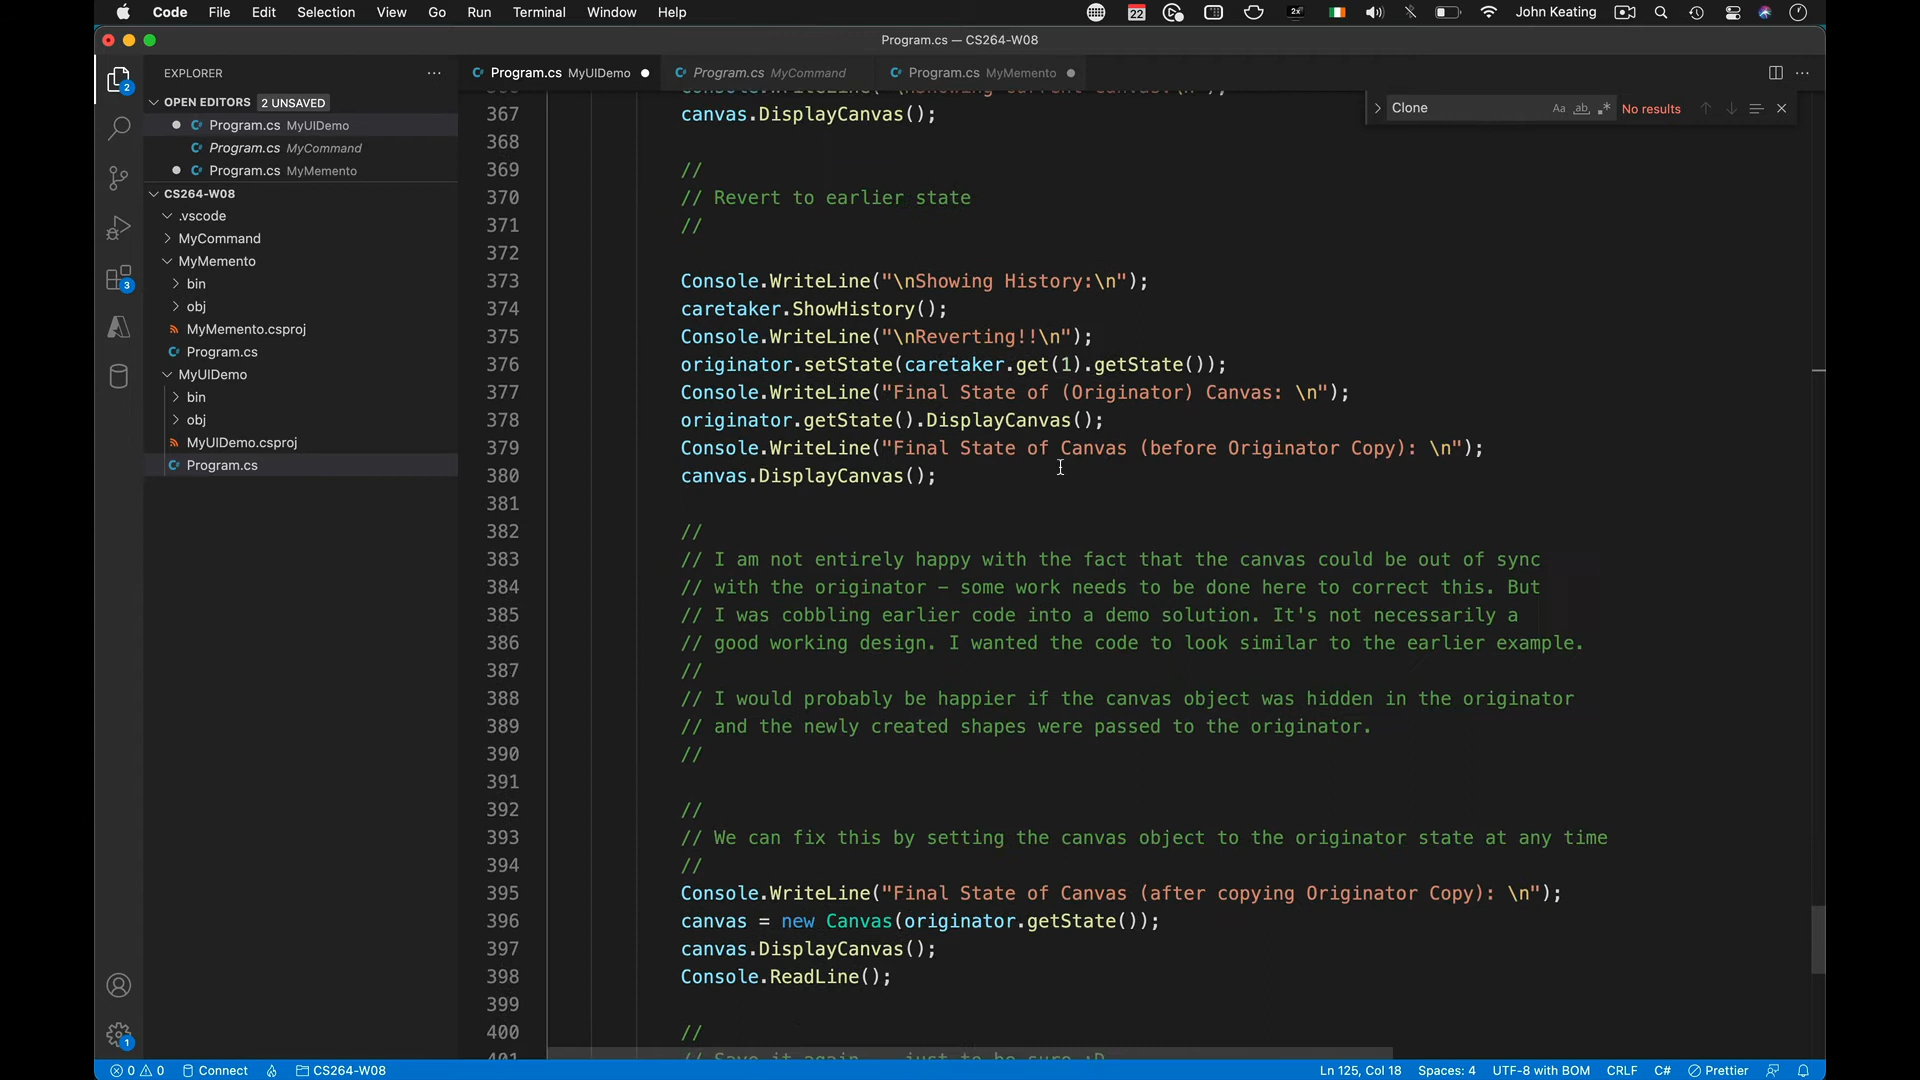 Code File Edit Selection View Go Run Terminal Window Help
22 2x John Keating
Program.cs — CS264-W08
EXPLORER
Program.cs MyUIDemo
Program.cs MyCommand
Program.cs MyMemento
OPEN EDITORS 2 UNSAVED
Program.cs MyUIDemo
Program.cs MyCommand
Program.cs MyMemento
CS264-W08
.vscode
MyCommand
MyMemento
bin
obj
MyMemento.csproj
Program.cs
MyUIDemo
bin
obj
MyUIDemo.csproj
Program.cs
2
3
1
Clone Aa ab No results
367 canvas.DisplayCanvas();
368
369 //
370 // Revert to earlier state
371 //
372
373 Console.WriteLine("\nShowing History:\n");
374 caretaker.ShowHistory();
375 Console.WriteLine("\nReverting!!\n");
376 originator.setState(caretaker.get(1).getState());
377 Console.WriteLine("Final State of (Originator) Canvas: \n");
378 originator.getState().DisplayCanvas();
379 Console.WriteLine("Final State of Canvas (before Originator Copy): \n");
380 canvas.DisplayCanvas();
381
382 //
383 // I am not entirely happy with the fact that the canvas could be out of sync
384 // with the originator – some work needs to be done here to correct this. But
385 // I was cobbling earlier code into a demo solution. It's not necessarily a
386 // good working design. I wanted the code to look similar to the earlier example.
387 //
388 // I would probably be happier if the canvas object was hidden in the originator
389 // and the newly created shapes were passed to the originator.
390 //
391
392 //
393 // We can fix this by setting the canvas object to the originator state at any time
394 //
395 Console.WriteLine("Final State of Canvas (after copying Originator Copy): \n");
396 canvas = new Canvas(originator.getState());
397 canvas.DisplayCanvas();
398 Console.ReadLine();
399
400 //
0 0 Connect CS264-W08 Ln 125, Col 18 Spaces: 4 UTF-8 with BOM CRLF C# Prettier